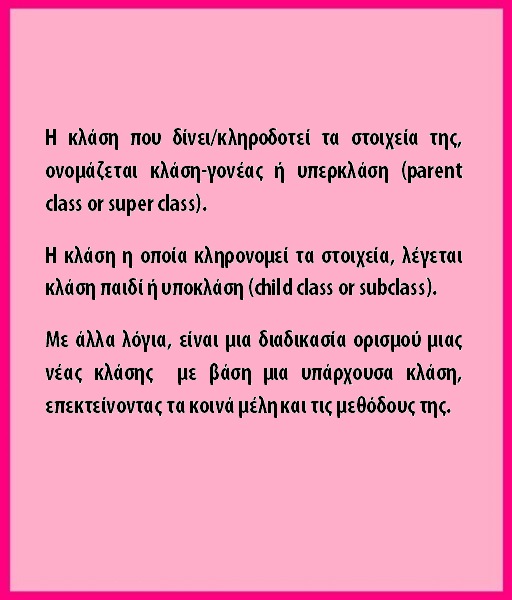 Η κλάση που δίνει/κληροδοτεί τα στοιχεία της,
ονομάζεται κλάση-γονέας ή υπερκλάση (parent
class or super class).
Η κλάση η οποία κληρονομεί τα στοιχεία, λέγεται
κλάση παιδί ή υποκλάση (child class or subclass).
Με άλλα λόγια, είναι μια διαδικασία ορισμού μιας
νέας κλάσης με βάση μια υπάρχουσα κλάση,
επεκτείνοντας τα κοινά μέλη και τις μεθόδους της.